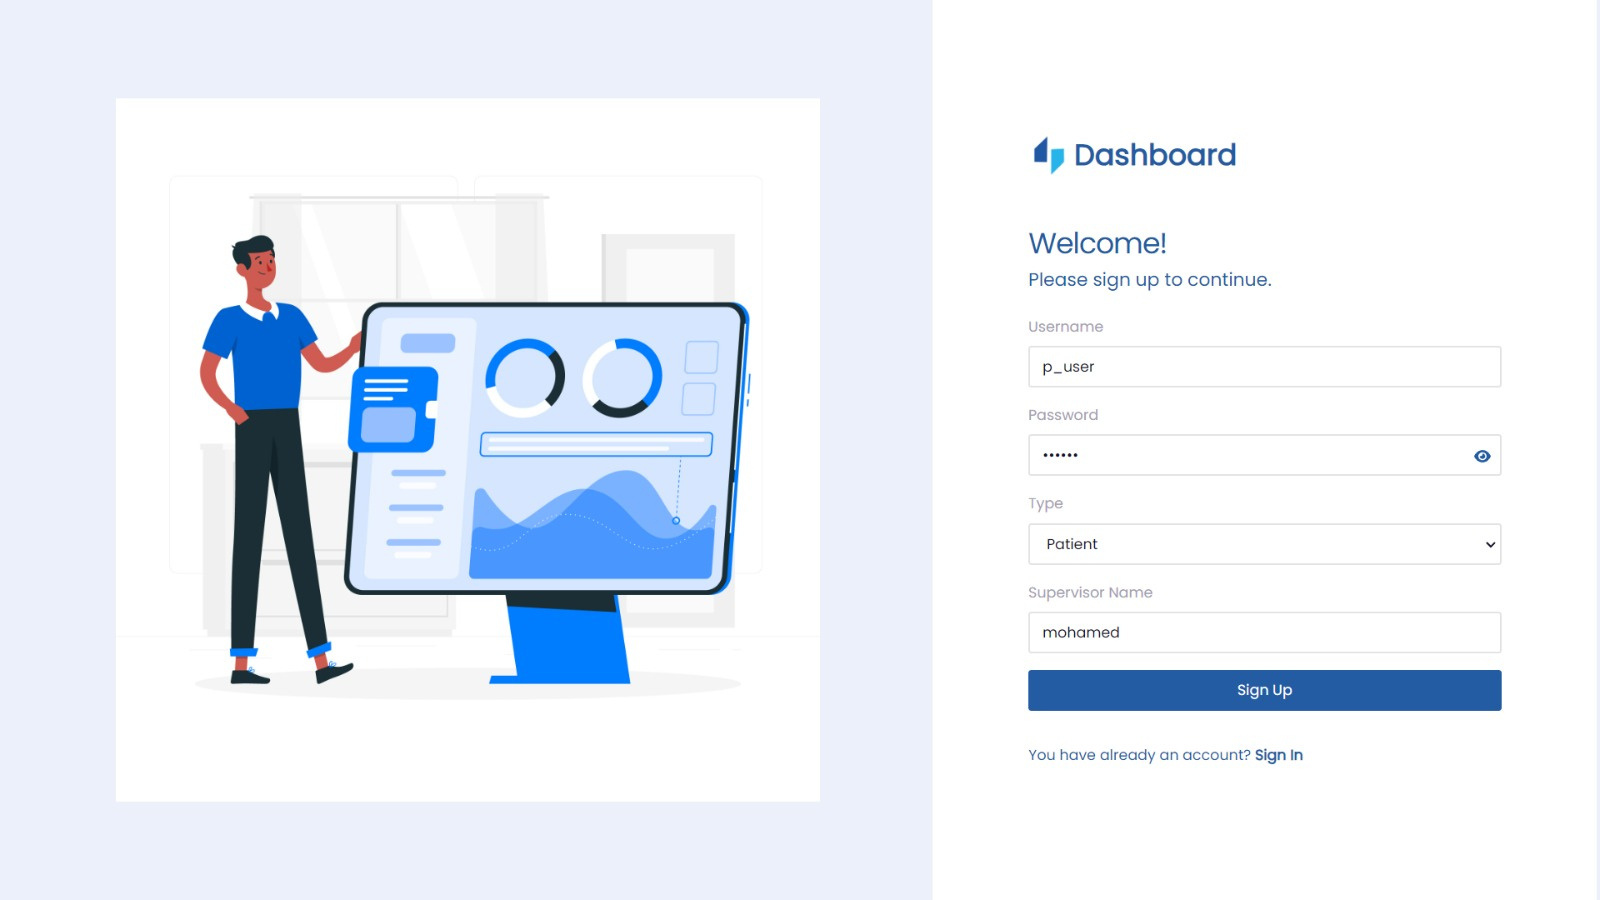 Dashboard
Welcome!
Please sign up to continue.
Username
p_user
Password
••••••
Type
Patient
Supervisor Name
mohamed
Sign Up
You have already an account? Sign In